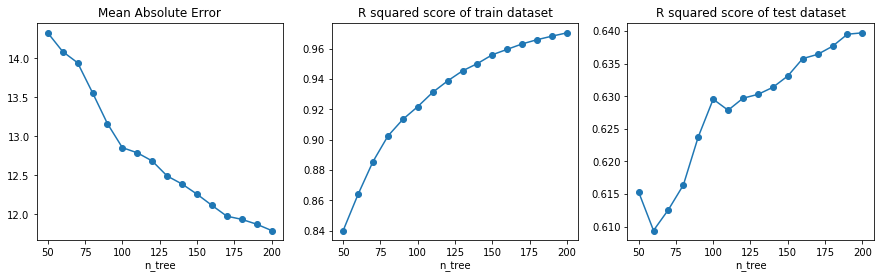 Mean Absolute Error
14.0
13.5
13.0
12.5
12.0
50 75 100 125 150 175 200
n_tree
R squared score of train dataset
0.96
0.94
0.92
0.90
0.88
0.86
0.84
50 75 100 125 150 175 200
n_tree
R squared score of test dataset
0.640
0.635
0.630
0.625
0.620
0.615
0.610
50 75 100 125 150 175 200
n_tree